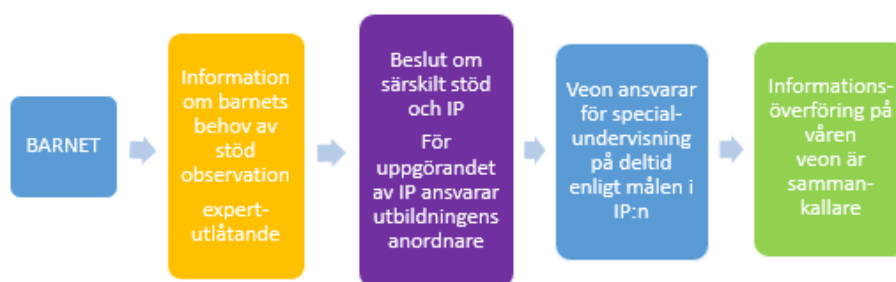 BARNET
Information
om barnets
behov av
stöd
observation
expert-
utlåtande
Beslut om
särskilt stöd
och IP
För
uppgörandet
av IP ansvarar
utbildningens
anordnare
Veon ansvarar
för special-
undervisning
på deltid
enligt målen i
IP:n
Informations-
överföring på
våren
veon är
samman-
kallare